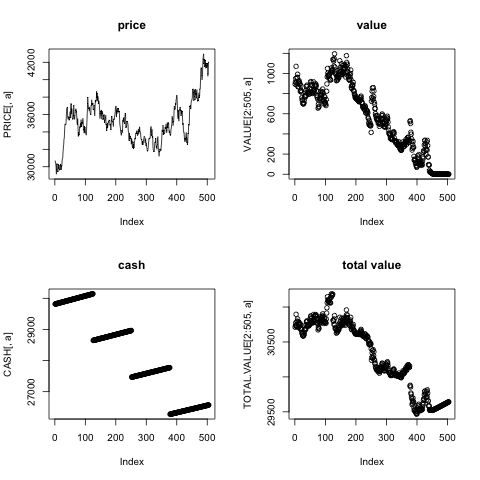 price
PRICE[, a]
30000 36000 42000
0 100 200 300 400 500
Index
value
VALUE[2:505, a]
0 200 600 1000
0 100 200 300 400 500
Index
cash
CASH[, a]
27000 29000
0 100 200 300 400 500
Index
total value
TOTAL.VALUE[2:505, a]
29500 30500
0 100 200 300 400 500
Index